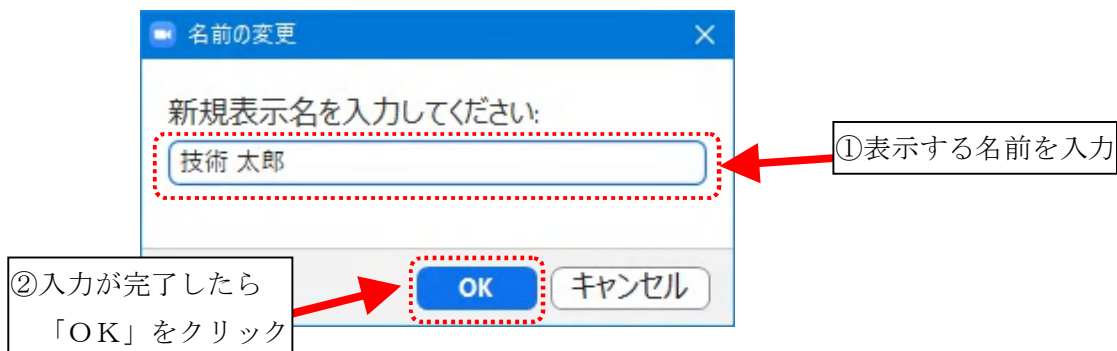 名前の変更
新規表示名を入力してください:
技術 太郎
①表示する名前を入力
OK
キャンセル
②入力が完了したら
「ＯＫ」をクリック